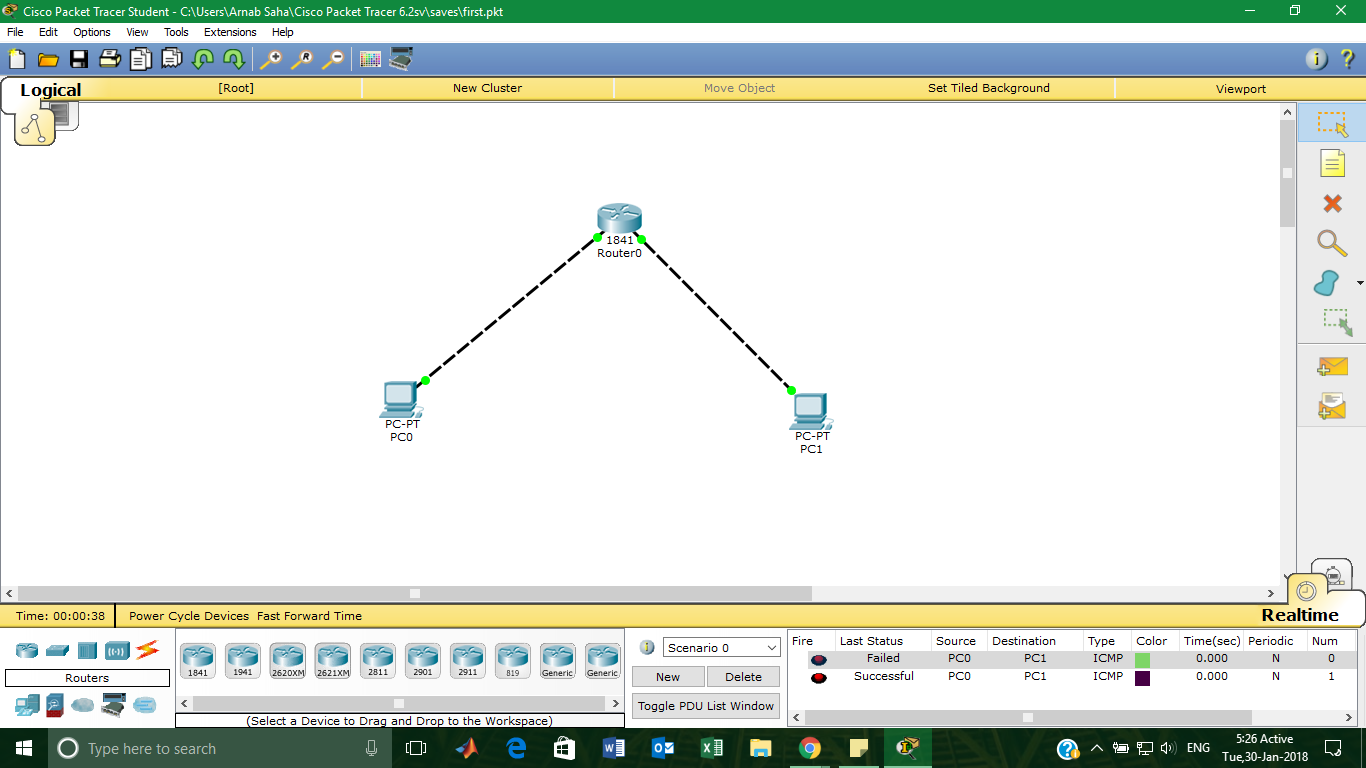 Cisco Packet Tracer Student - C:\Users\Arnab Saha\Cisco Packet Tracer 6.2sv\saves\first.pkt
File Edit Options View Tools Extensions Help
Logical [Root] New Cluster Move Object Set Tiled Background Viewport
1841
Router0
PC-PT
PC0
PC-PT
PC1
Time: 00:00:38 Power Cycle Devices Fast Forward Time Realtime
Routers
1841 1941 2620XM 2621XM 2811 2901 2911 819 Generic Generic
(Select a Device to Drag and Drop to the Workspace)
Scenario 0
New Delete
Toggle PDU List Window
Fire Last Status Source Destination Type Color Time(sec) Periodic Num
Failed PC0 PC1 ICMP 0.000 N 0
Successful PC0 PC1 ICMP 0.000 N 1
Type here to search
ENG
5:26 Active
Tue,30-Jan-2018